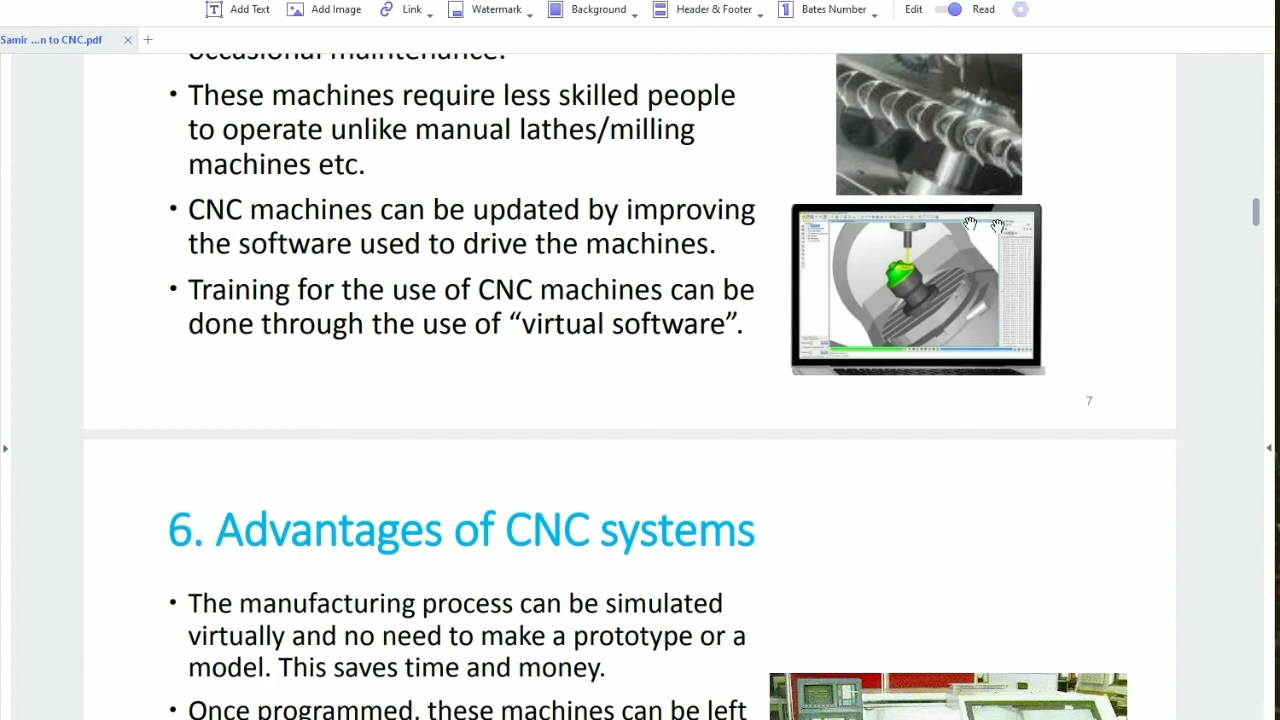 Add Text
Add Image
Link
Watermark
Background
Header & Footer
Bates Number
Edit
Read
Samir ...n to CNC.pdf
occasional maintenance.
• These machines require less skilled people
to operate unlike manual lathes/milling
machines etc.
• CNC machines can be updated by improving
the software used to drive the machines.
• Training for the use of CNC machines can be
done through the use of “virtual software”.
7
6. Advantages of CNC systems
• The manufacturing process can be simulated
virtually and no need to make a prototype or a
model. This saves time and money.
• Once programmed, these machines can be left